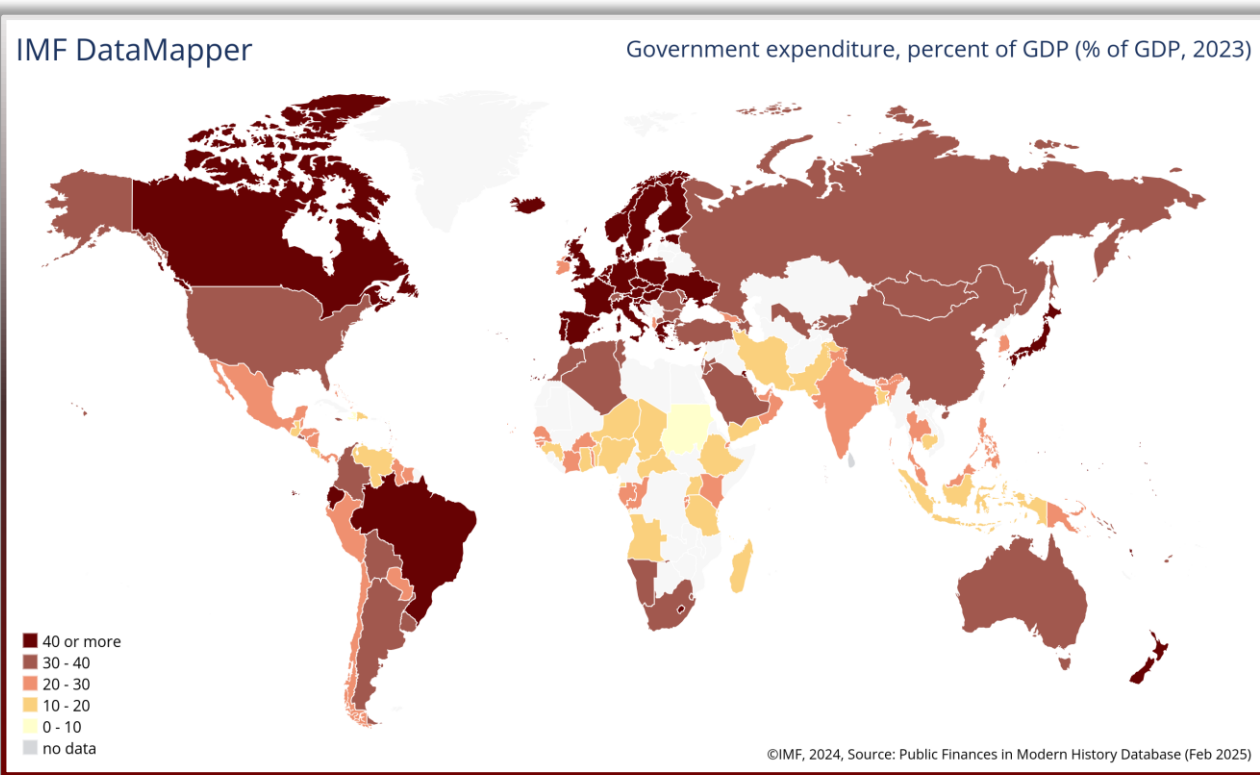 IMF DataMapper
Government expenditure, percent of GDP (% of GDP, 2023)
40 or more
30 - 40
20 - 30
10 - 20
0 - 10
no data
©IMF, 2024, Source: Public Finances in Modern History Database (Feb 2025)